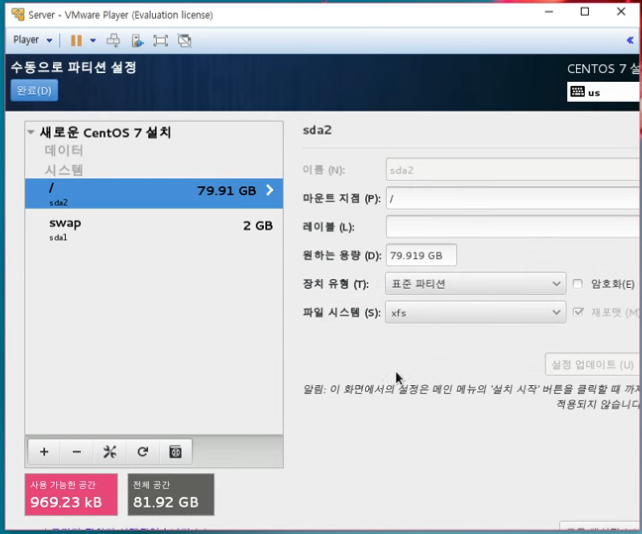 Server - VMware Player (Evaluation license)
Player
수동으로 파티션 설정
CENTOS 7 설
완료(D)
us
새로운 CentOS 7 설치
데이터
시스템
/
79.91 GB
sda2
swap
2 GB
sda1
sda2
이름 (N):
sda2
마운트 지점 (P):
/
레이블 (L):
원하는 용량 (D):
79.919 GB
장치 유형 (T):
표준 파티션
암호화(E)
파일 시스템 (S):
xfs
재포맷 (M)
설정 업데이트 (U)
알림: 이 화면에서의 설정은 메인 메뉴의 '설치 시작' 버튼을 클릭할 때 까지
적용되지 않습니다
사용 가능한 공간
969.23 kB
전체 공간
81.92 GB